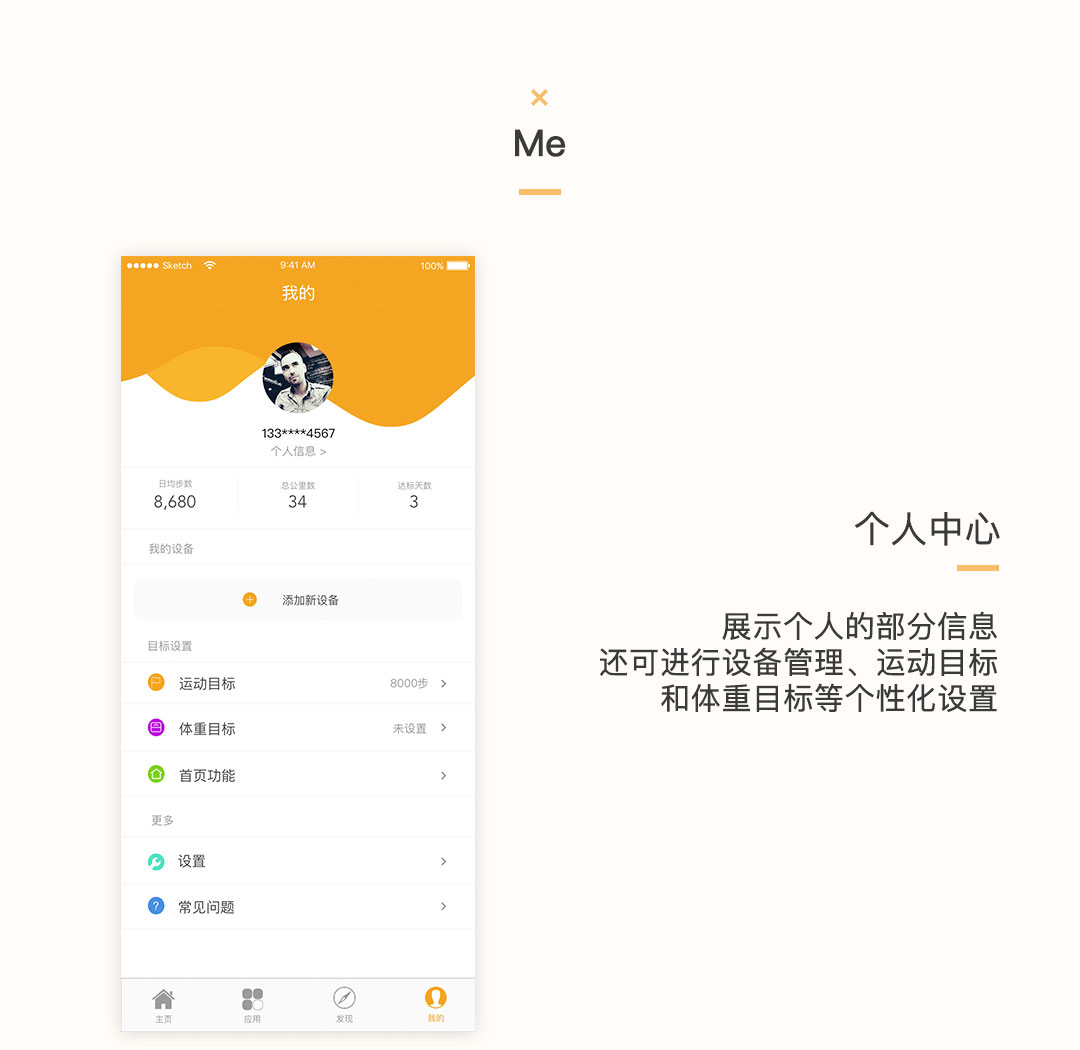 Me
Sketch 9:41 AM 100%
我的
133****4567
个人信息 >
日均步数 总公里数 达标天数
8,680 34 3
我的设备
添加新设备
目标设置
运动目标 8000步
体重目标 未设置
首页功能
更多
设置
? 常见问题
主页 应用 发现 我的
个人中心
展示个人的部分信息
还可进行设备管理、运动目标
和体重目标等个性化设置